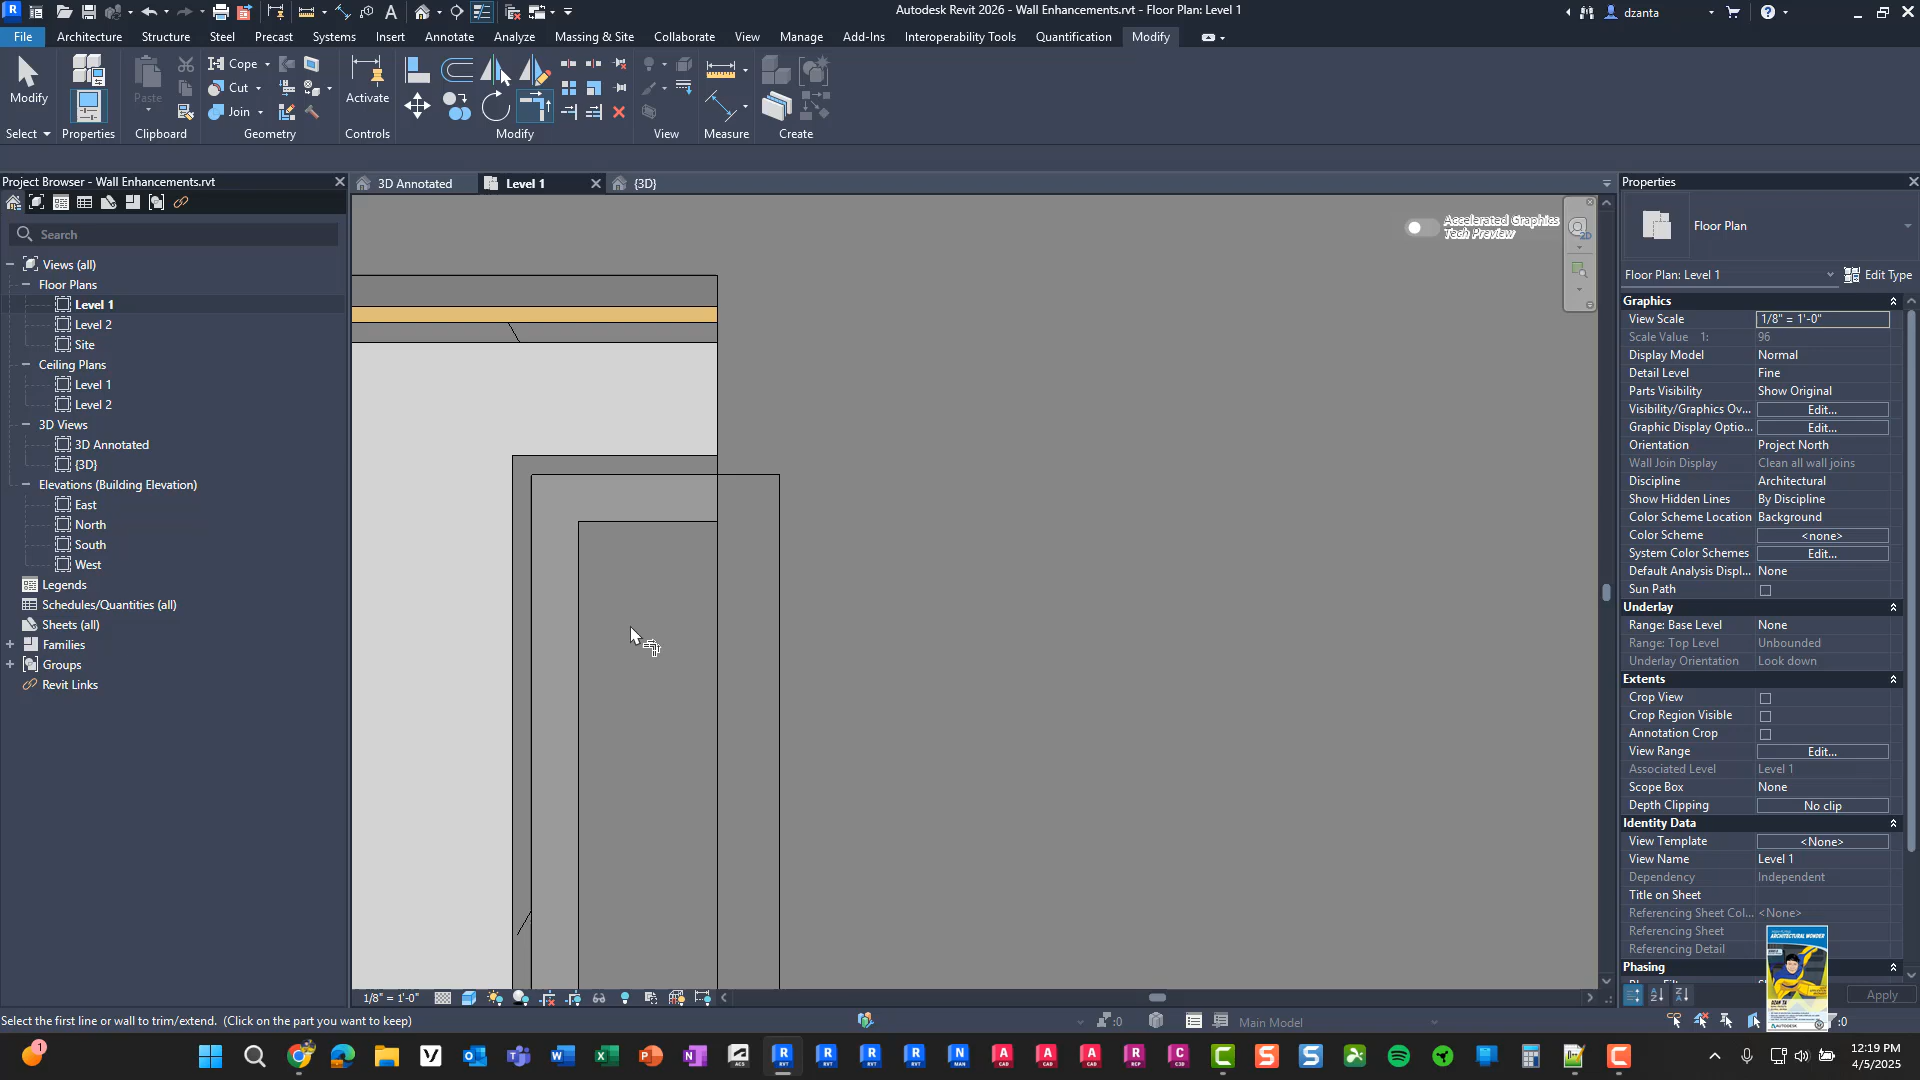 Autodesk Revit 2026 - Wall Enhancements.rvt - Floor Plan: Level 1
dzanta
File
Architecture
Structure
Steel
Precast
Systems
Insert
Annotate
Analyze
Massing & Site
Collaborate
View
Manage
Add-Ins
Interoperability Tools
Quantification
Modify
Modify
Paste
Cope
Cut
Join
Activate
Select
Properties
Clipboard
Geometry
Controls
Modify
View
Measure
Create
Project Browser - Wall Enhancements.rvt
3D Annotated
Level 1
{3D}
Properties
Search
Views (all)
Floor Plans
Level 1
Level 2
Site
Ceiling Plans
Level 1
Level 2
3D Views
3D Annotated
{3D}
Elevations (Building Elevation)
East
North
South
West
Legends
Schedules/Quantities (all)
Sheets (all)
Families
Groups
Revit Links
Accelerated Graphics
Tech Preview
2D
Floor Plan
Floor Plan: Level 1
Edit Type
Graphics
View Scale 1/8" = 1'-0"
Scale Value 1: 96
Display Model Normal
Detail Level Fine
Parts Visibility Show Original
Visibility/Graphics Ov... Edit...
Graphic Display Optio... Edit...
Orientation Project North
Wall Join Display Clean all wall joins
Discipline Architectural
Show Hidden Lines By Discipline
Color Scheme Location Background
Color Scheme <none>
System Color Schemes Edit...
Default Analysis Displ... None
Sun Path
Underlay
Range: Base Level None
Range: Top Level Unbounded
Underlay Orientation Look down
Extents
Crop View
Crop Region Visible
Annotation Crop
View Range Edit...
Associated Level Level 1
Scope Box None
Depth Clipping No clip
Identity Data
View Template <None>
View Name Level 1
Dependency Independent
Title on Sheet
Referencing Sheet Col... <None>
Referencing Sheet
Referencing Detail
Phasing
ARCHITECTURAL WONDER
AUTODESK
Apply
1/8" = 1'-0"
Select the first line or wall to trim/extend. (Click on the part you want to keep)
:0
Main Model
:0
12:19 PM
4/5/2025